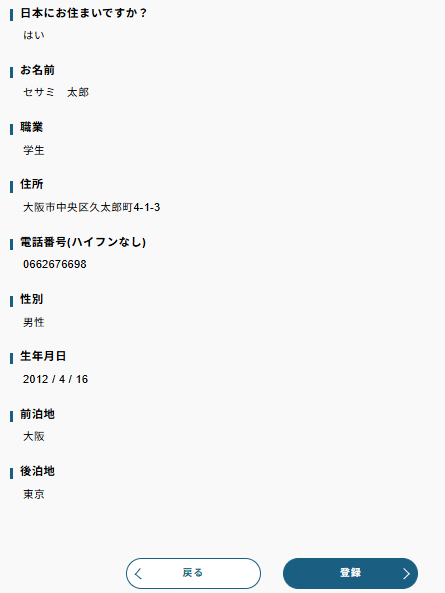 日本にお住まいですか？
はい
お名前
セサミ　太郎
職業
学生
住所
大阪市中央区久太郎町4-1-3
電話番号(ハイフンなし)
0662676698
性別
男性
生年月日
2012 / 4 / 16
前泊地
大阪
後泊地
東京
戻る
登録